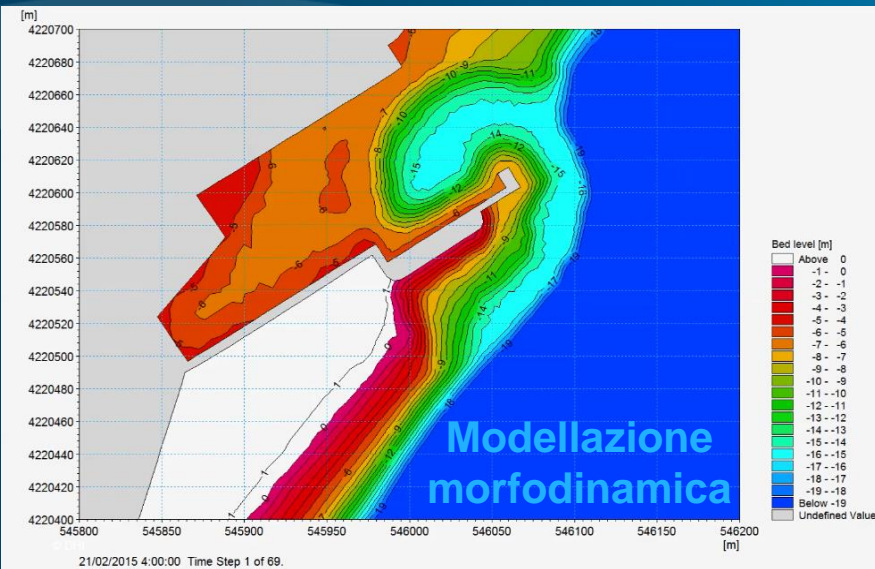 [m]
4220700
4220680
4220660
4220640
4220620
4220600
4220580
4220560
4220540
4220520
4220500
4220480
4220460
4220440
4220420
4220400
545800
545850
545900
545950
546000
546050
546100
546150
546200
[m]
21/02/2015 4:00:00 Time Step 1 of 69.
Modellazione
morfodinamica
Bed level [m]
Above 0
-1 - 0
-2 - -1
-3 - -2
-4 - -3
-5 - -4
-6 - -5
-7 - -6
-8 - -7
-9 - -8
-10 - -9
-11 - -10
-12 - -11
-13 - -12
-14 - -13
-15 - -14
-16 - -15
-17 - -16
-18 - -17
-19 - -18
Below -19
Undefined Value